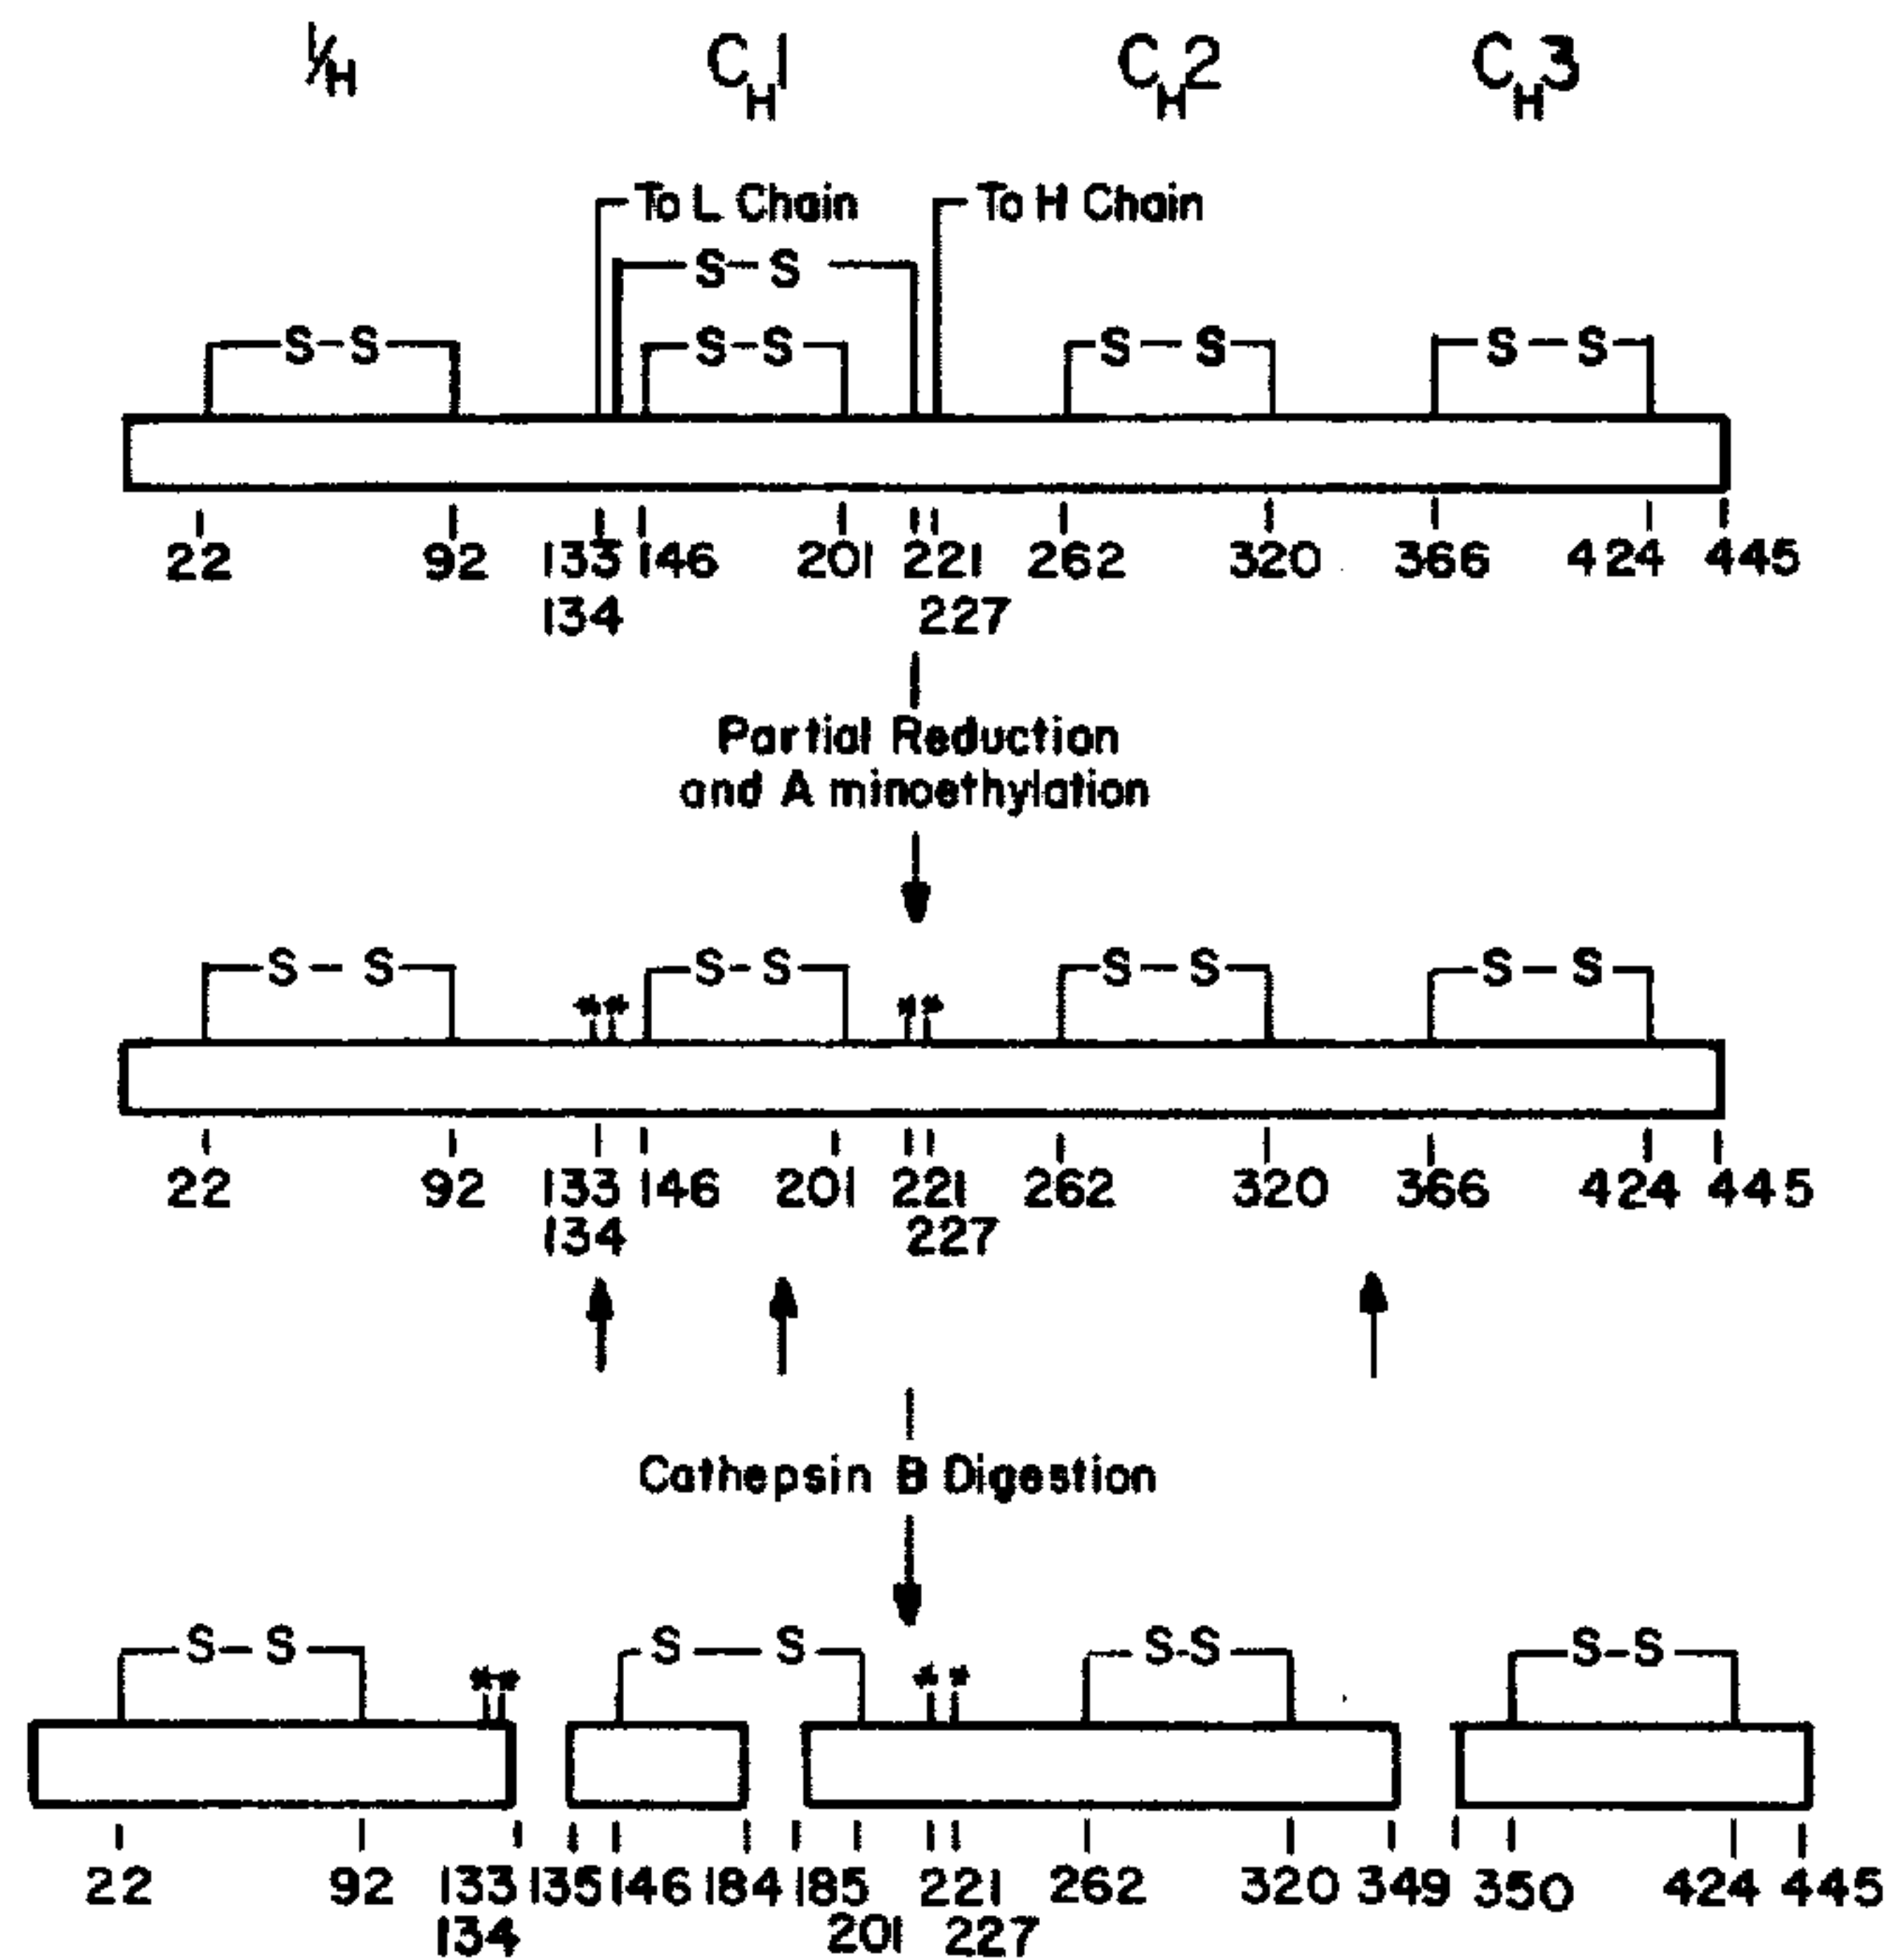 VH CH1 CH2 CH3
To L Chain To H Chain
S-S
S-S S-S S-S S-S
22 92 133 146 201 221 262 320 366 424 445
134 227
Partial Reduction
and Aminoethylation
S-S S-S S-S S-S
** **
22 92 133 146 201 221 262 320 366 424 445
134 227
Cathepsin B Digestion
S-S S-S S-S S-S
** **
22 92 133 135 146 184 185 221 262 320 349 350 424 445
134 201 227